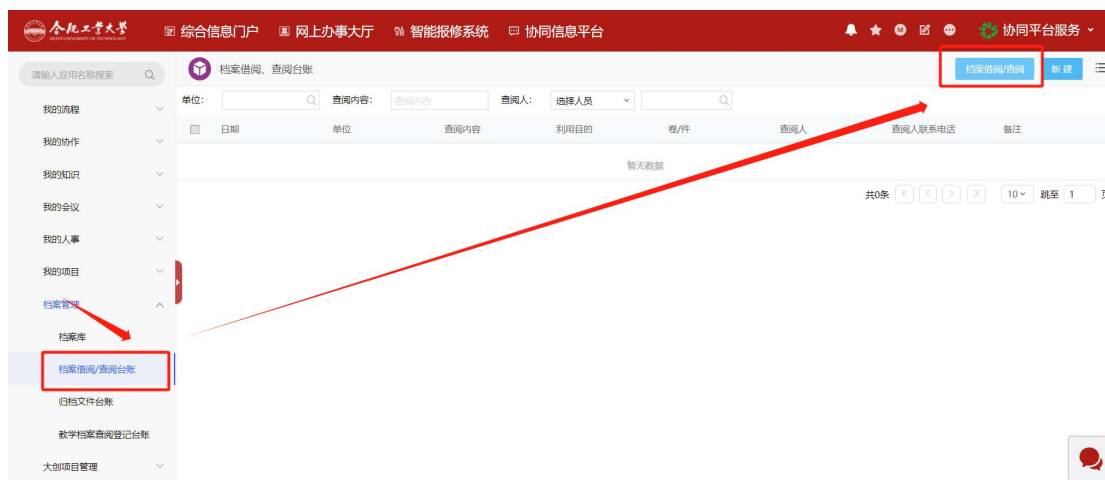 合肥工业大学
HEFEI UNIVERSITY OF TECHNOLOGY
综合信息门户 网上办事大厅 智能报修系统 协同信息平台 协同平台服务
请输入应用名称搜索
档案借阅、查阅台账 档案借阅/查阅 新 建
单位: 查阅内容: 查阅内容 查阅人: 选择人员
日期 单位 查阅内容 利用目的 卷/件 查阅人 查阅人联系电话 备注
暂无数据
共0条 10 跳至 1
我的流程
我的协作
我的知识
我的会议
我的人事
我的项目
档案管理
档案库
档案借阅/查阅台账
归档文件台账
教学档案查阅登记台账
大创项目管理